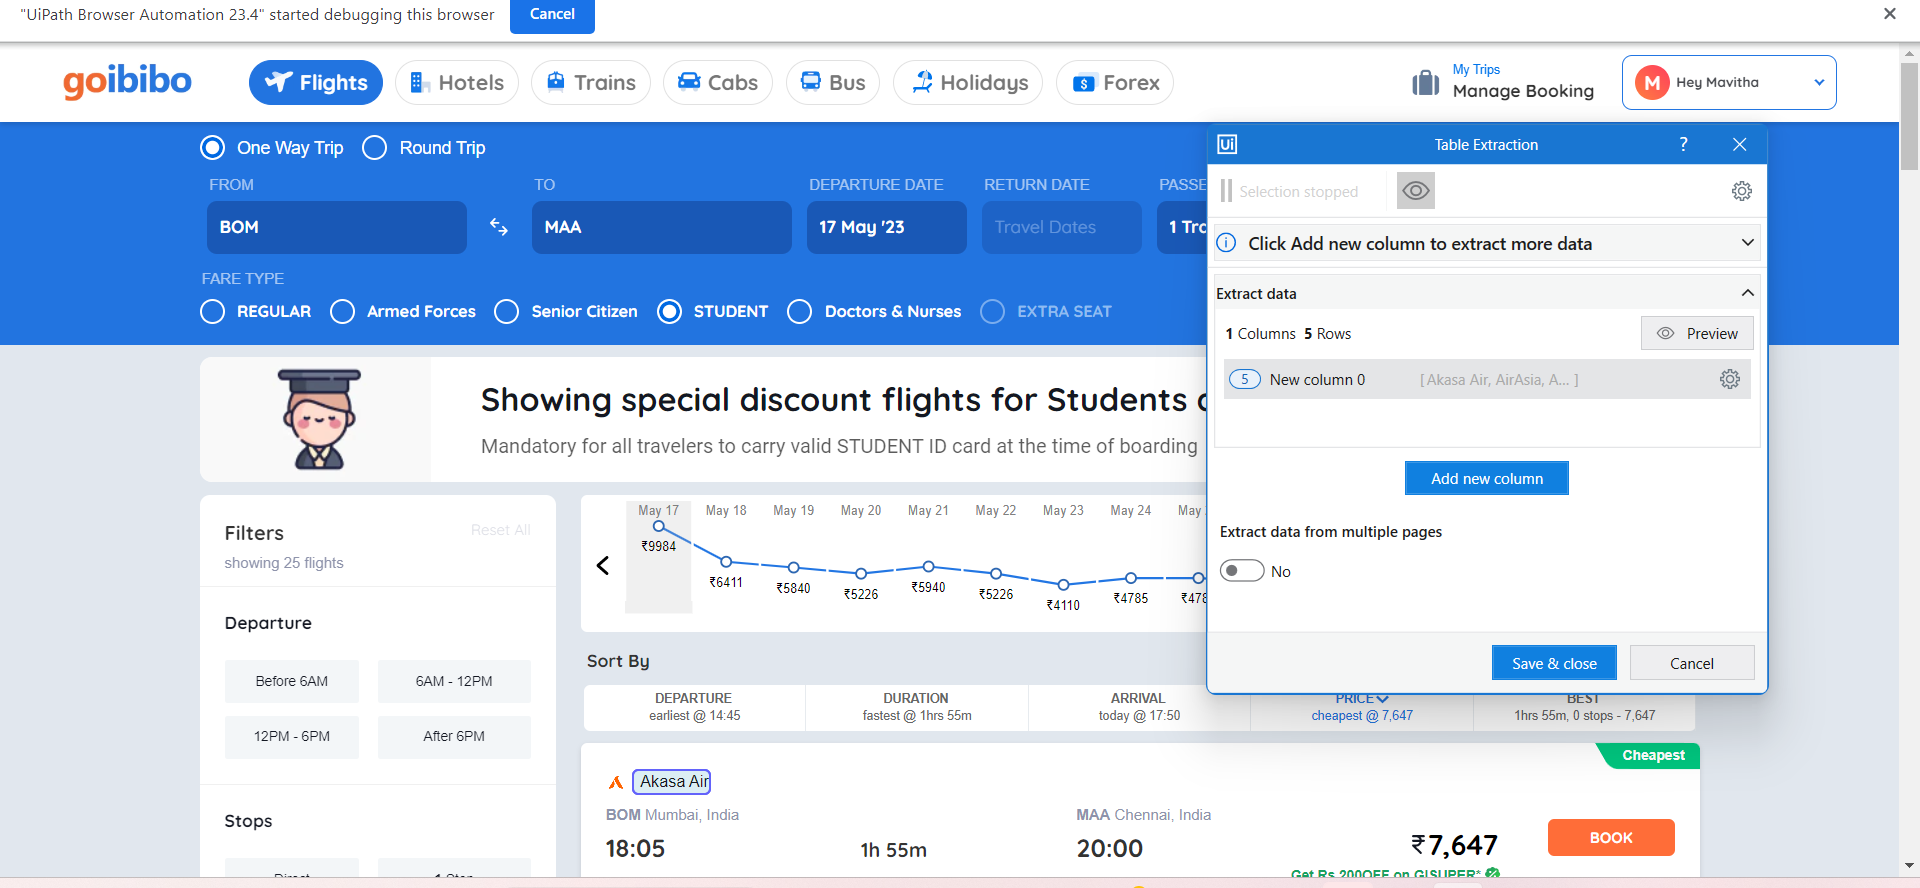 "UiPath Browser Automation 23.4" started debugging this browser Cancel
goibibo Flights Hotels Trains Cabs Bus Holidays Forex
My Trips
Manage Booking
M Hey Mavitha
One Way Trip Round Trip
FROM TO DEPARTURE DATE RETURN DATE PASSE
BOM MAA 17 May '23 Travel Dates 1 Tra
FARE TYPE
REGULAR Armed Forces Senior Citizen STUDENT Doctors & Nurses EXTRA SEAT
Showing special discount flights for Students
Mandatory for all travelers to carry valid STUDENT ID card at the time of boarding
Ui Table Extraction ?
Selection stopped
Click Add new column to extract more data
Extract data
1 Columns 5 Rows Preview
5 New column 0 [ Akasa Air, AirAsia, A... ]
Add new column
Extract data from multiple pages
No
Save & close Cancel
Filters Reset All
showing 25 flights
Departure
Before 6AM 6AM - 12PM
12PM - 6PM After 6PM
Stops
Direct 1 Stop
May 17 May 18 May 19 May 20 May 21 May 22 May 23 May 24 May
₹9984 ₹6411 ₹5840 ₹5226 ₹5940 ₹5226 ₹4110 ₹4785 ₹478
Sort By
DEPARTURE DURATION ARRIVAL PRICE BEST
earliest @ 14:45 fastest @ 1hrs 55m today @ 17:50 cheapest @ 7,647 1hrs 55m, 0 stops - 7,647
Cheapest
Akasa Air
BOM Mumbai, India MAA Chennai, India
18:05 1h 55m 20:00 ₹7,647 BOOK
Get Rs 200OFF on GISUPER*